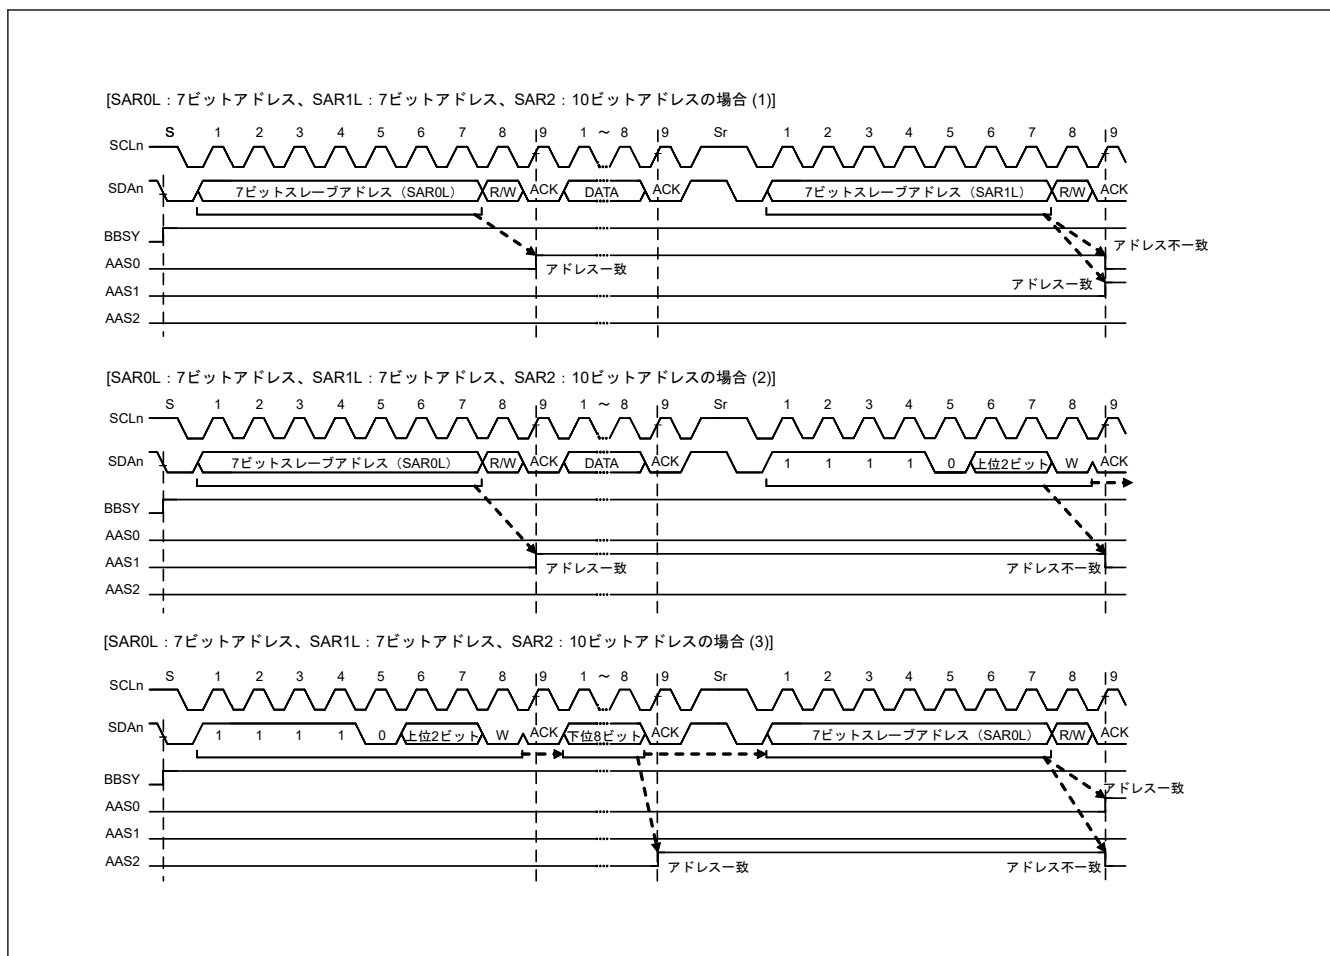 [SAR0L：7ビットアドレス、SAR1L：7ビットアドレス、SAR2：10ビットアドレスの場合 (1)]
S 1 2 3 4 5 6 7 8 9 1 ～ 8 9 Sr 1 2 3 4 5 6 7 8 9
SCLn
SDAn 7ビットスレーブアドレス（SAR0L） R/W ACK DATA ACK 7ビットスレーブアドレス（SAR1L） R/W ACK
BBSY アドレス不一致
AAS0 アドレス一致
AAS1 アドレス一致
AAS2
[SAR0L：7ビットアドレス、SAR1L：7ビットアドレス、SAR2：10ビットアドレスの場合 (2)]
S 1 2 3 4 5 6 7 8 9 1 ～ 8 9 Sr 1 2 3 4 5 6 7 8 9
SCLn
SDAn 7ビットスレーブアドレス（SAR0L） R/W ACK DATA ACK 1 1 1 1 0 上位2ビット W ACK
BBSY
AAS0
AAS1 アドレス一致 アドレス不一致
AAS2
[SAR0L：7ビットアドレス、SAR1L：7ビットアドレス、SAR2：10ビットアドレスの場合 (3)]
S 1 2 3 4 5 6 7 8 9 1 ～ 8 9 Sr 1 2 3 4 5 6 7 8 9
SCLn
SDAn 1 1 1 1 0 上位2ビット W ACK 下位8ビット ACK 7ビットスレーブアドレス（SAR0L） R/W ACK
BBSY アドレス一致
AAS0
AAS1
AAS2 アドレス一致 アドレス不一致